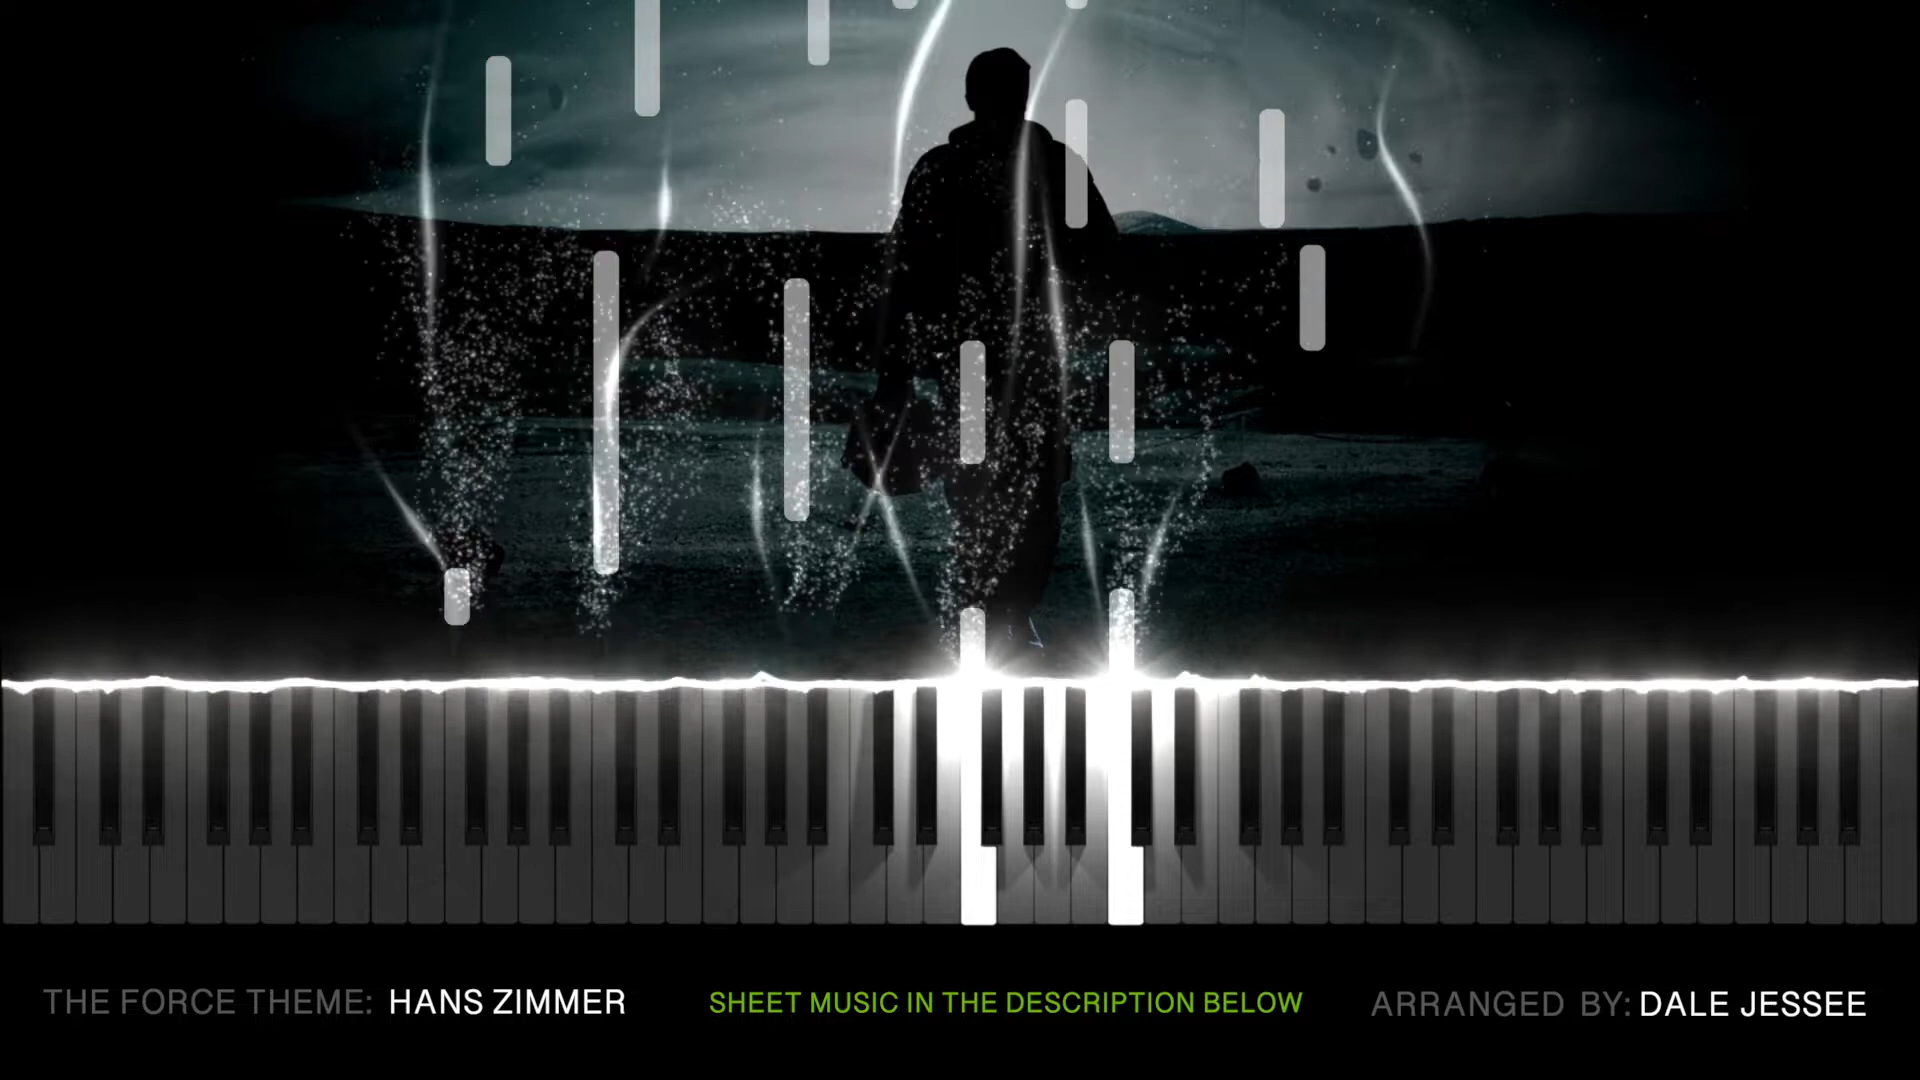 THE FORCE THEME: HANS ZIMMER
SHEET MUSIC IN THE DESCRIPTION BELOW
ARRANGED BY: DALE JESSEE